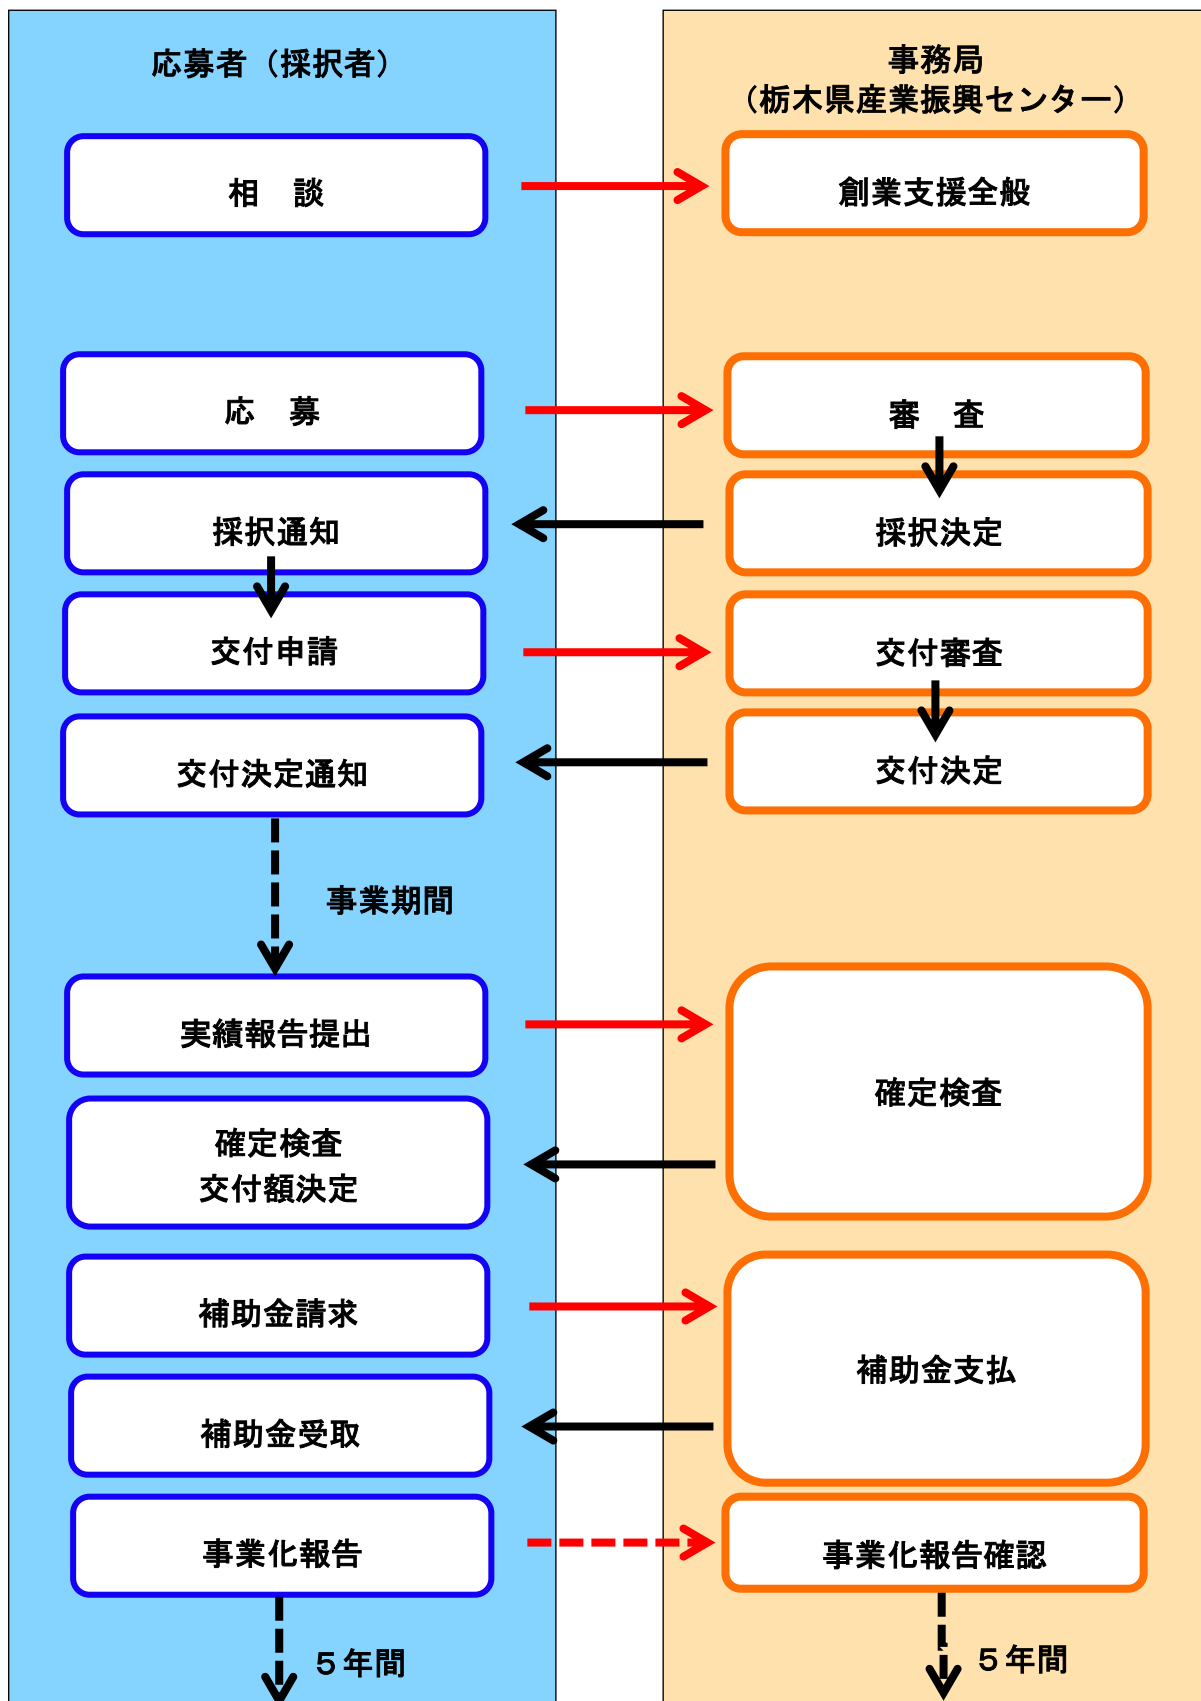 応募者（採択者）
事務局
（栃木県産業振興センター）
相　談
創業支援全般
応　募
審　査
採択通知
採択決定
交付申請
交付審査
交付決定通知
交付決定
事業期間
実績報告提出
確定検査
確定検査
交付額決定
補助金請求
補助金支払
補助金受取
事業化報告
事業化報告確認
５年間
５年間